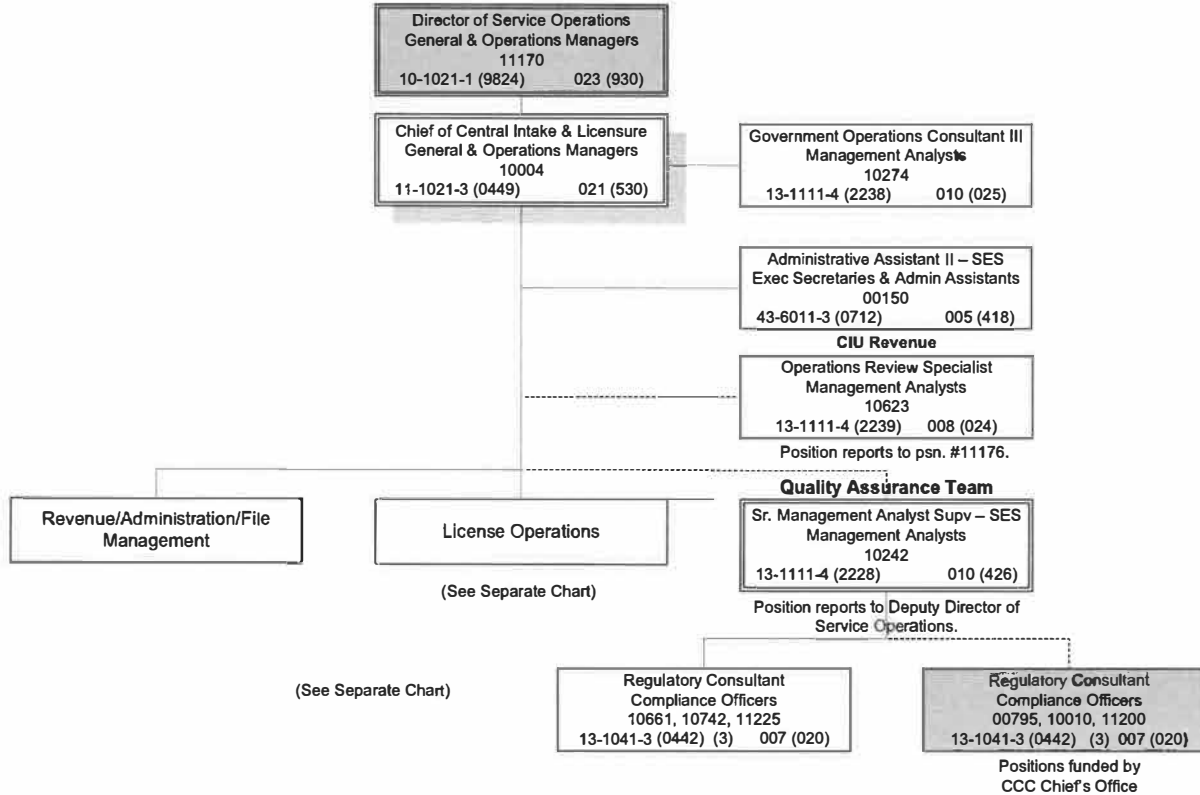 Director of Service Operations
General & Operations Managers
11170
10-1021-1 (9824) 023 (930)
Chief of Central Intake & Licensure
General & Operations Managers
10004
11-1021-3 (0449) 021 (530)
Government Operations Consultant III
Management Analysts
10274
13-1111-4 (2238) 010 (025)
Administrative Assistant II – SES
Exec Secretaries & Admin Assistants
00150
43-6011-3 (0712) 005 (418)
CIU Revenue
Operations Review Specialist
Management Analysts
10623
13-1111-4 (2239) 008 (024)
Position reports to psn. #11176.
Revenue/Administration/File
Management
License Operations
(See Separate Chart)
Quality Assurance Team
Sr. Management Analyst Supv – SES
Management Analysts
10242
13-1111-4 (2228) 010 (426)
Position reports to Deputy Director of
Service Operations.
(See Separate Chart)
Regulatory Consultant
Compliance Officers
10661, 10742, 11225
13-1041-3 (0442) (3) 007 (020)
Regulatory Consultant
Compliance Officers
00795, 10010, 11200
13-1041-3 (0442) (3) 007 (020)
Positions funded by
CCC Chief's Office